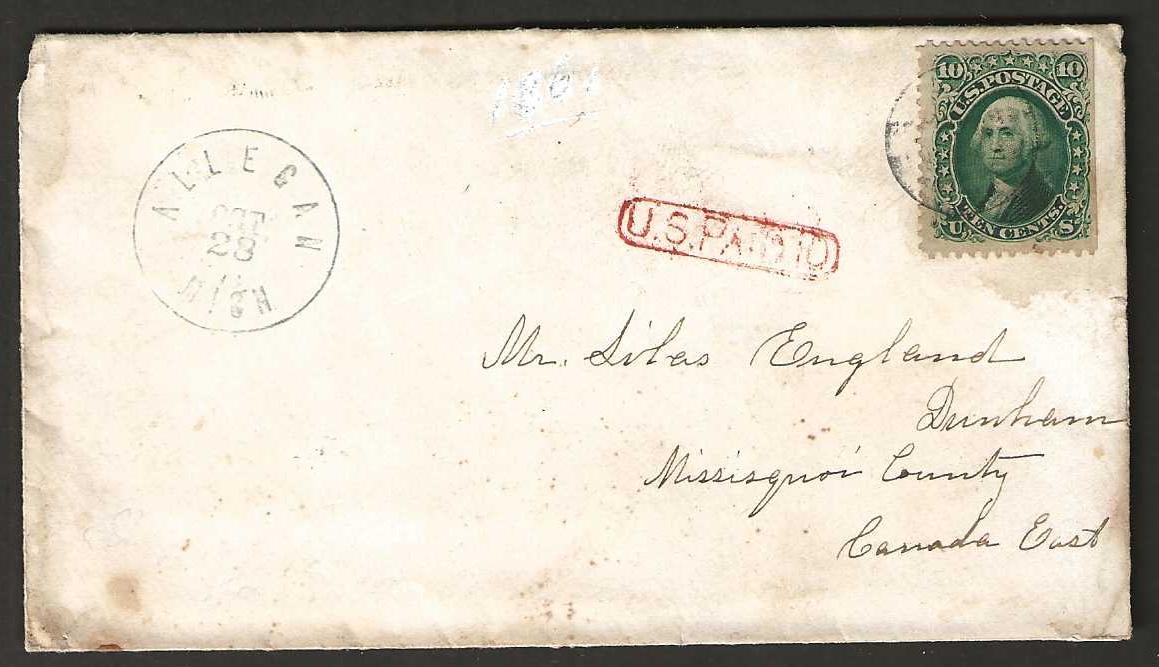 1861
10 10
U.S. POSTAGE
TEN CENTS.
U S
ALLEGAN
OCT
28
MICH
U.S. PAID 10
Mr. Silas England
Dunham
Missisquoi County
Canada East